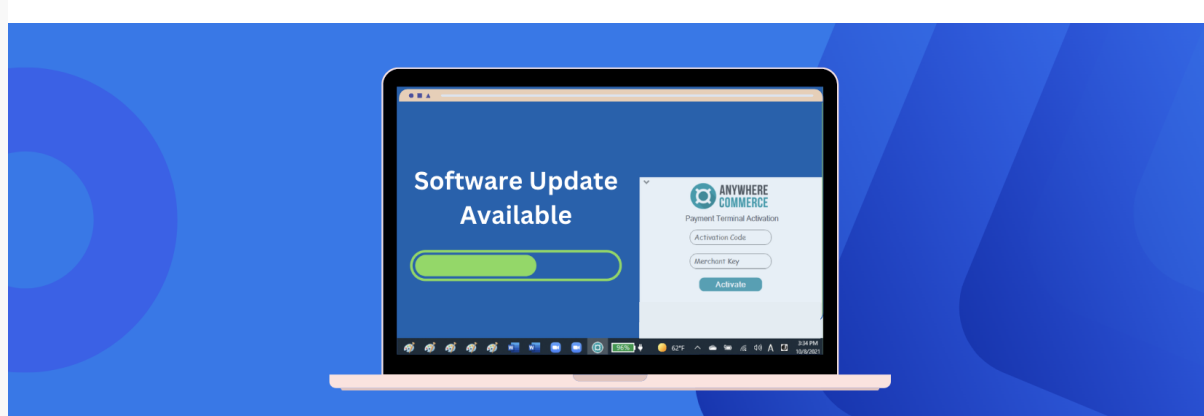 Software Update
Available
ANYWHERE
COMMERCE
Payment Terminal Activation
Activation Code
Merchant Key
Activate
96%
62°F
3:34 PM
10/8/2021